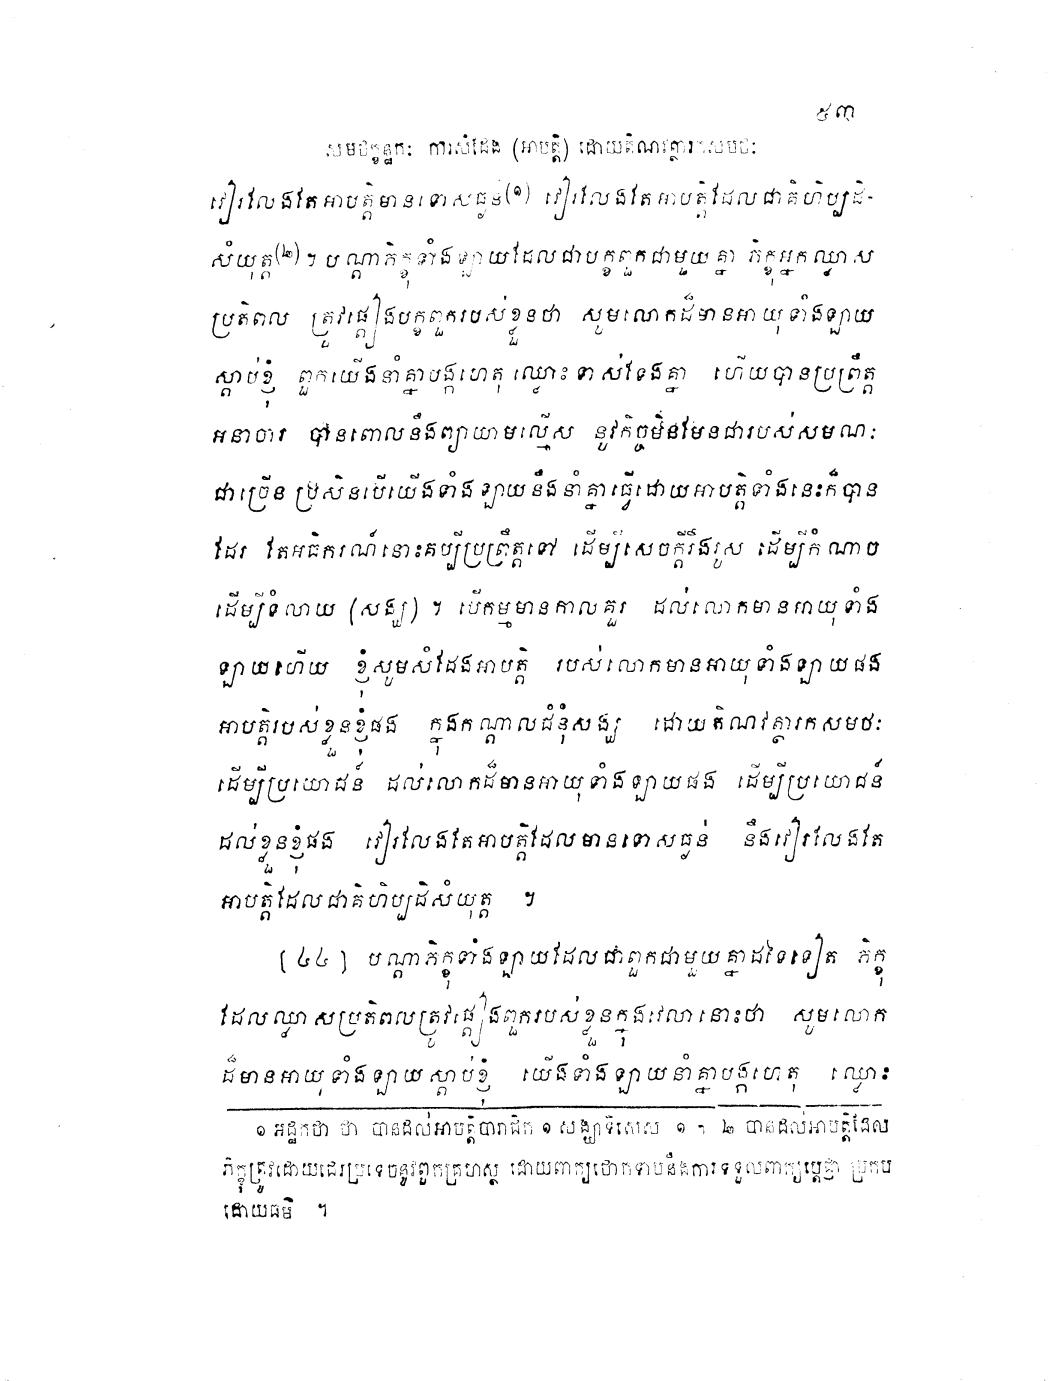 ៥៣
សមថក្ខន្ធកៈ ការសំដែង (អាបត្តិ) ដោយតិណវត្ថារកសមថៈ
វៀរលែងតែអាបត្តិមានទោសធ្ងន់(១) វៀរលែងតែអាបត្តិដែលជាគិហិប្បដិ-
សំយុត្ត(២)។ បណ្តាភិក្ខុទាំងឡាយដែលជាបក្ខពួកជាមួយគ្នា ភិក្ខុអ្នកឈ្លាស
ប្រតិពល ត្រូវផ្តៀងបក្ខពួករបស់ខ្លួនថា សូមលោកដ៏មានអាយុទាំងឡាយ
ស្តាប់ខ្ញុំ ពួកយើងនាំគ្នាបង្កហេតុ ឈ្លោះ ទាស់ទែងគ្នា ហើយបានប្រព្រឹត្ត
អនាចារ បានពោលនឹងព្យាយាមល្មើស នូវកិច្ចមិនមែនជារបស់សមណៈ
ជាច្រើន ប្រសិនបើយើងទាំងឡាយនឹងនាំគ្នាធ្វើដោយអាបត្តិទាំងនេះក៏បាន
ដែរ តែអធិករណ៍នោះគប្បីប្រព្រឹត្តទៅ ដើម្បីសេចក្តីរឹងរូស ដើម្បីកំណាច
ដើម្បីទំលាយ (សង្ឃ) ។ បើកម្មមានកាលគួរ ដល់លោកមានអាយុទាំង
ឡាយហើយ ខ្ញុំសូមសំដែងអាបត្តិ របស់លោកមានអាយុទាំងឡាយផង
អាបត្តិរបស់ខ្លួនខ្ញុំផង ក្នុងកណ្តាលជំនុំសង្ឃ ដោយតិណវត្ថារកសមថៈ
ដើម្បីប្រយោជន៍ ដល់លោកដ៏មានអាយុទាំងឡាយផង ដើម្បីប្រយោជន៍
ដល់ខ្លួនខ្ញុំផង វៀរលែងតែអាបត្តិដែលមានទោសធ្ងន់ នឹងវៀរលែងតែ
អាបត្តិដែលជាគិហិប្បដិសំយុត្ត ។
(៤៤) បណ្តាភិក្ខុទាំងឡាយដែលជាពួកជាមួយគ្នាដទៃទៀត ភិក្ខុ
ដែលឈ្លាសប្រតិពលត្រូវផ្តៀងពួករបស់ខ្លួនក្នុងវេលានោះថា សូមលោក
ដ៏មានអាយុទាំងឡាយស្តាប់ខ្ញុំ យើងទាំងឡាយនាំគ្នាបង្កហេតុ ឈ្លោះ
១ អដ្ឋកថា ថា បានដល់អាបត្តិបារាជិក ១ សង្ឃាទិសេស ១ ។ ២ បានដល់អាបត្តិដែល
ភិក្ខុត្រូវដោយជេរប្រទេចនូវពួកគ្រហស្ថ ដោយពាក្យថោកទាបនឹងការទទួលពាក្យប្តេជ្ញា ប្រកប
ដោយធម៌ ។